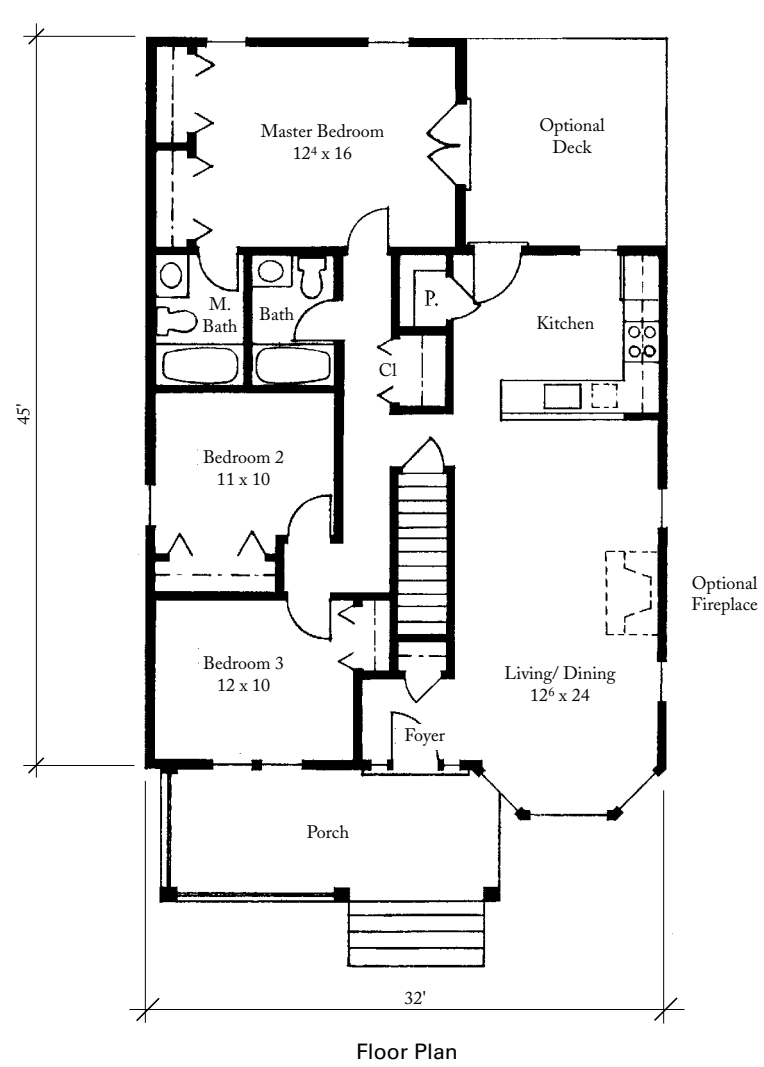 Master Bedroom
12⁴ x 16
Optional
Deck
M.
Bath
Bath
P.
Kitchen
Cl
45'
Bedroom 2
11 x 10
Optional
Fireplace
Bedroom 3
12 x 10
Living/ Dining
12⁶ x 24
Foyer
Porch
32'
Floor Plan